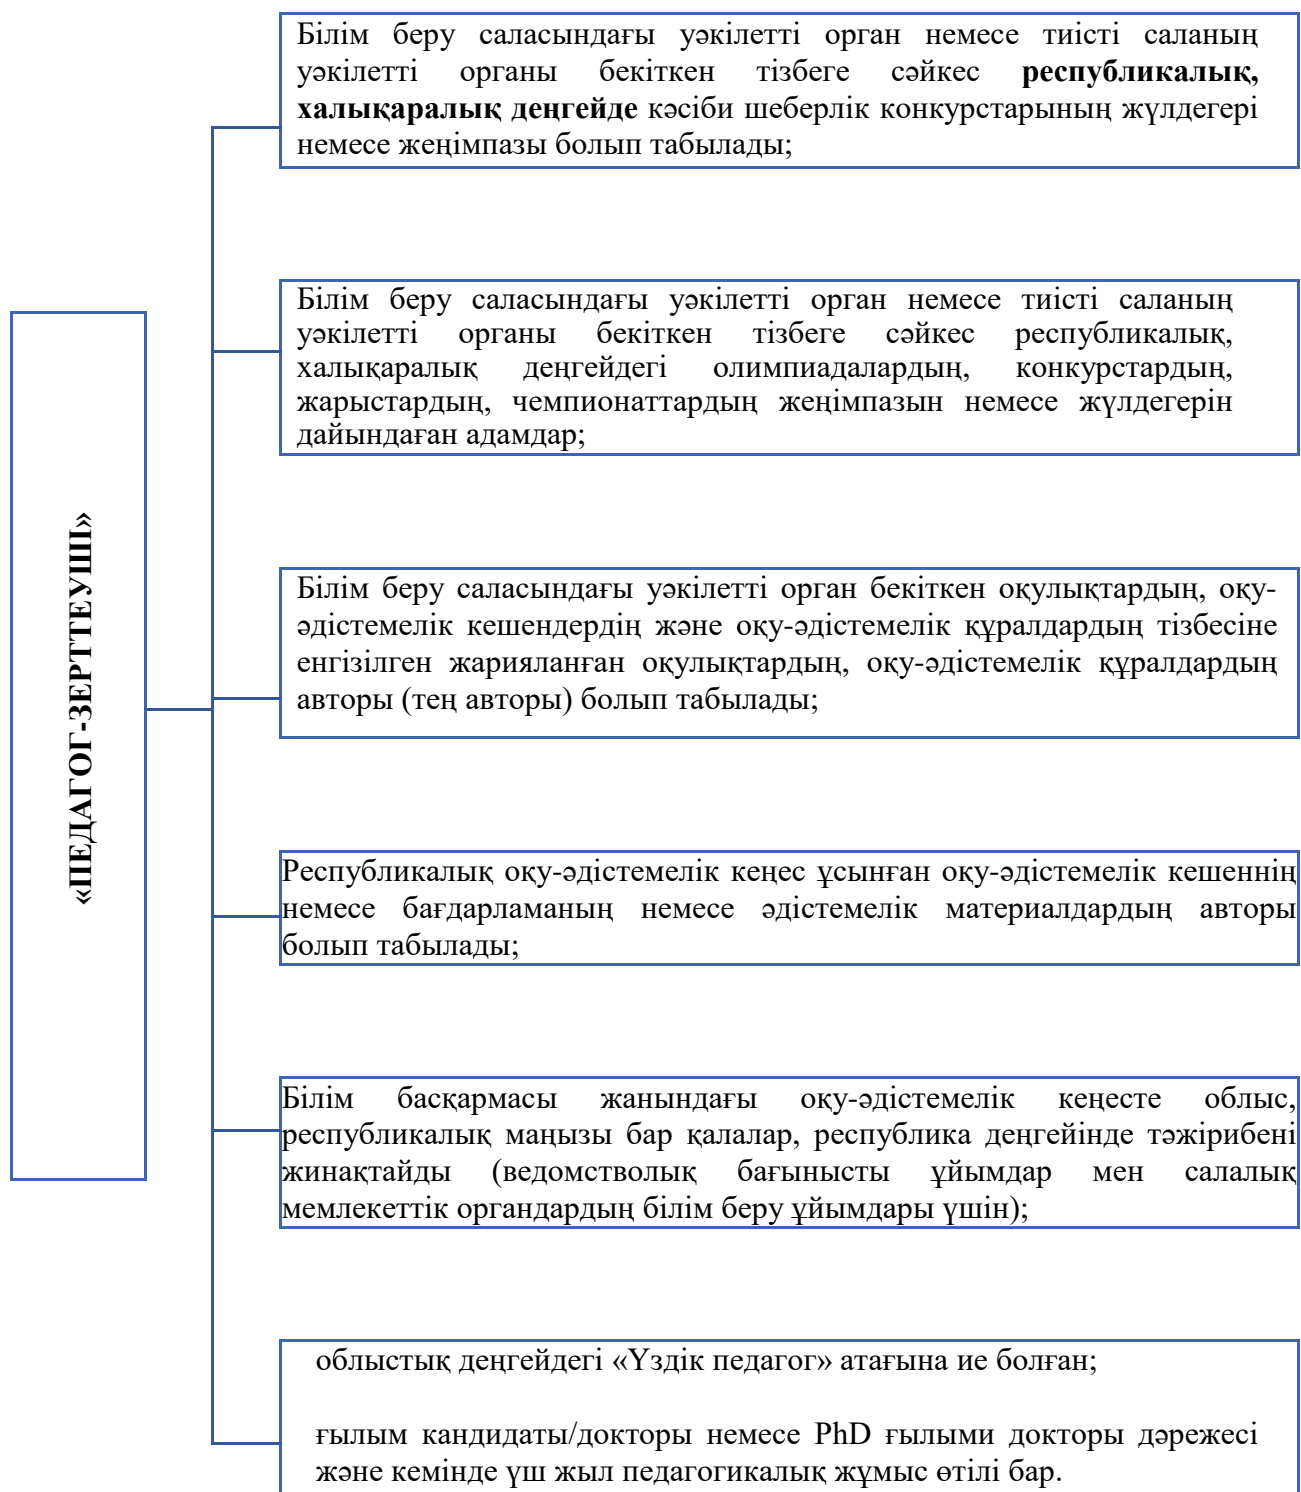 Білім беру саласындағы уәкілетті орган немесе тиісті саланың
уәкілетті органы бекіткен тізбеге сәйкес республикалық,
халықаралық деңгейде кәсіби шеберлік конкурстарының жүлдегері
немесе жеңімпазы болып табылады;
Білім беру саласындағы уәкілетті орган немесе тиісті саланың
уәкілетті органы бекіткен тізбеге сәйкес республикалық,
халықаралық деңгейдегі олимпиадалардың, конкурстардың,
жарыстардың, чемпионаттардың жеңімпазын немесе жүлдегерін
дайындаған адамдар;
«ПЕДАГОГ-ЗЕРТТЕУШІ»
Білім беру саласындағы уәкілетті орган бекіткен оқулықтардың, оқу-
әдістемелік кешендердің және оқу-әдістемелік құралдардың тізбесіне
енгізілген жарияланған оқулықтардың, оқу-әдістемелік құралдардың
авторы (тең авторы) болып табылады;
Республикалық оқу-әдістемелік кеңес ұсынған оқу-әдістемелік кешеннің
немесе бағдарламаның немесе әдістемелік материалдардың авторы
болып табылады;
Білім басқармасы жанындағы оқу-әдістемелік кеңесте облыс,
республикалық маңызы бар қалалар, республика деңгейінде тәжірибені
жинақтайды (ведомстволық бағынысты ұйымдар мен салалық
мемлекеттік органдардың білім беру ұйымдары үшін);
облыстық деңгейдегі «Үздік педагог» атағына ие болған;
ғылым кандидаты/докторы немесе PhD ғылыми докторы дәрежесі
және кемінде үш жыл педагогикалық жұмыс өтілі бар.